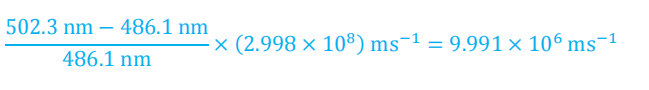 502.3 nm − 486.1 nm
486.1 nm
× (2.998 × 10⁸) ms⁻¹ = 9.991 × 10⁶ ms⁻¹